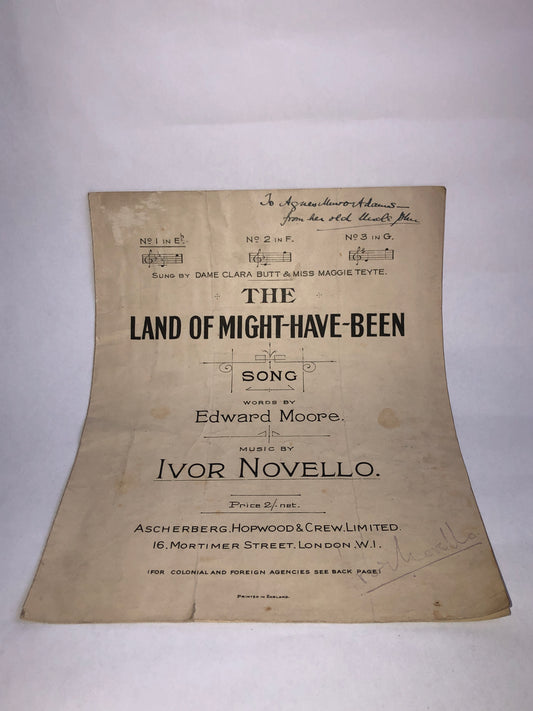 To Agnes Munro Adams—
from her old Uncle John
No 1 IN E♭.
No 2 IN F.
No 3 IN G.
SUNG BY DAME CLARA BUTT & MISS MAGGIE TEYTE.
THE
LAND OF MIGHT-HAVE-BEEN
SONG
WORDS BY
Edward Moore.
MUSIC BY
IVOR NOVELLO.
Price 2/- net.
ASCHERBERG, HOPWOOD & CREW, LIMITED.
16, MORTIMER STREET, LONDON, W.1.
(FOR COLONIAL AND FOREIGN AGENCIES SEE BACK PAGE)
PRINTED IN ENGLAND.